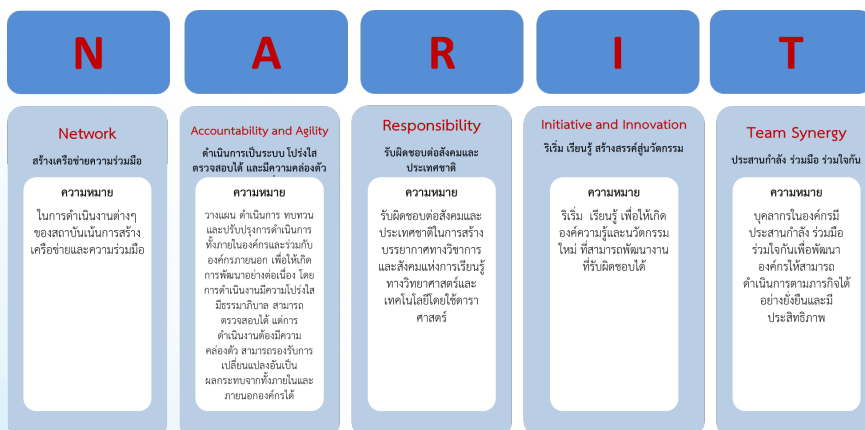 N
A
R
I
T
Network
สร้างเครือข่ายความร่วมมือ
ความหมาย
ในการดำเนินงานต่างๆ
ของสถาบันเน้นการสร้าง
เครือข่ายและความร่วมมือ
Accountability and Agility
ดำเนินการเป็นระบบ โปร่งใส
ตรวจสอบได้ และมีความคล่องตัว
ความหมาย
วางแผน ดำเนินการ ทบทวน
และปรับปรุงการดำเนินการ
ทั้งภายในองค์กรและร่วมกับ
องค์กรภายนอก เพื่อให้เกิด
การพัฒนาอย่างต่อเนื่อง โดย
การดำเนินงานมีความโปร่งใส
มีธรรมาภิบาล สามารถ
ตรวจสอบได้ แต่การ
ดำเนินงานต้องมีความ
คล่องตัว สามารถรองรับการ
เปลี่ยนแปลงอันเป็น
ผลกระทบจากทั้งภายในและ
ภายนอกองค์กรได้
Responsibility
รับผิดชอบต่อสังคมและ
ประเทศชาติ
ความหมาย
รับผิดชอบต่อสังคมและ
ประเทศชาติในการสร้าง
บรรยากาศทางวิชาการ
และสังคมแห่งการเรียนรู้
ทางวิทยาศาสตร์และ
เทคโนโลยีโดยใช้ดารา
ศาสตร์
Initiative and Innovation
ริเริ่ม เรียนรู้ สร้างสรรค์สู่นวัตกรรม
ความหมาย
ริเริ่ม เรียนรู้ เพื่อให้เกิด
องค์ความรู้และนวัตกรรม
ใหม่ ที่สามารถพัฒนางาน
ที่รับผิดชอบได้
Team Synergy
ประสานกำลัง ร่วมมือ ร่วมใจกัน
ความหมาย
บุคลากรในองค์กรมี
ประสานกำลัง ร่วมมือ
ร่วมใจกันเพื่อพัฒนา
องค์กรให้สามารถ
ดำเนินการตามภารกิจได้
อย่างยั่งยืนและมี
ประสิทธิภาพ